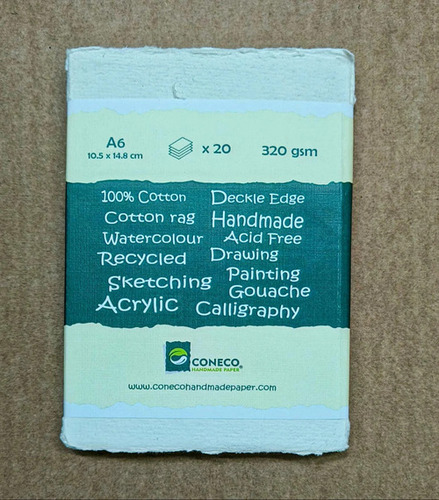 A6
10.5 x 14.8 cm
x 20
320 gsm
100% Cotton Deckle Edge
Cotton rag Handmade
Watercolour Acid Free
Recycled Drawing
Sketching Painting
Gouache
Acrylic Calligraphy
CONECO
HANDMADE PAPER®
www.conecohandmadepaper.com